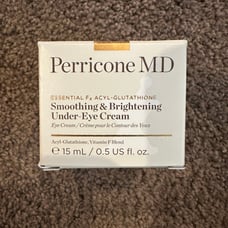 Perricone MD
ESSENTIAL Fx ACYL-GLUTATHIONE
Smoothing & Brightening
Under-Eye Cream
Eye Cream / Crème pour le Contour des Yeux
Acyl-Glutathione, Vitamin F Blend
℮ 15 mL / 0.5 US fl. oz.